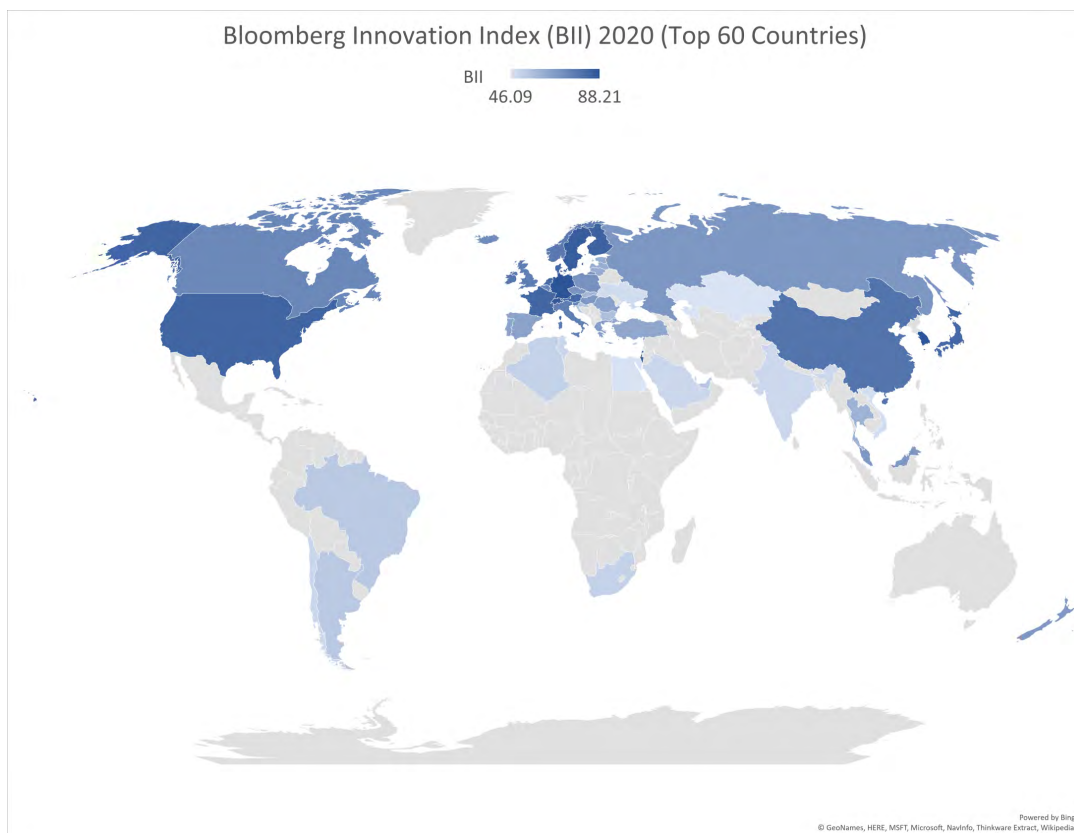 Bloomberg Innovation Index (BII) 2020 (Top 60 Countries)
BII
46.09 88.21
Powered by Bing
© GeoNames, HERE, MSFT, Microsoft, NavInfo, Thinkware Extract, Wikipedia